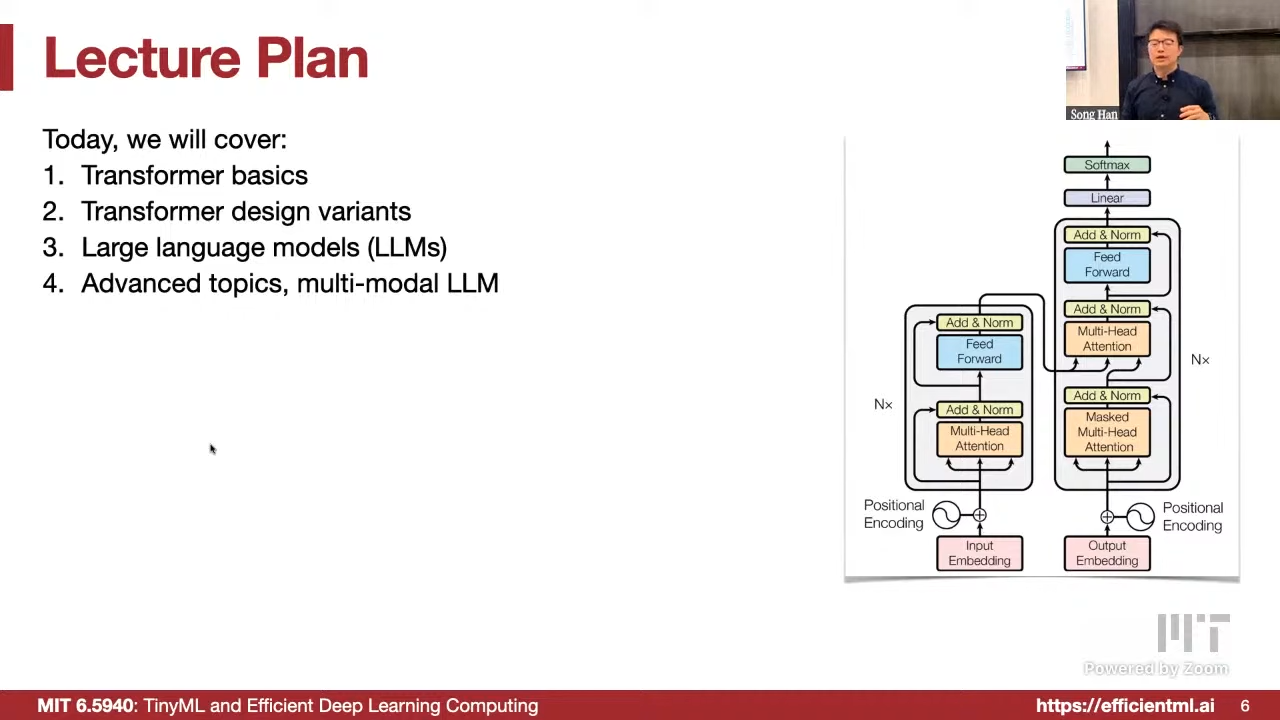 Lecture Plan
Song Han
Today, we will cover:
1. Transformer basics
2. Transformer design variants
3. Large language models (LLMs)
4. Advanced topics, multi-modal LLM
Softmax
Linear
Add & Norm
Feed
Forward
Add & Norm
Multi-Head
Attention
N×
Add & Norm
Masked
Multi-Head
Attention
Add & Norm
Feed
Forward
N×
Add & Norm
Multi-Head
Attention
Positional
Encoding
Positional
Encoding
Input
Embedding
Output
Embedding
MIT
Powered by Zoom
MIT 6.5940: TinyML and Efficient Deep Learning Computing
https://efficientml.ai
6